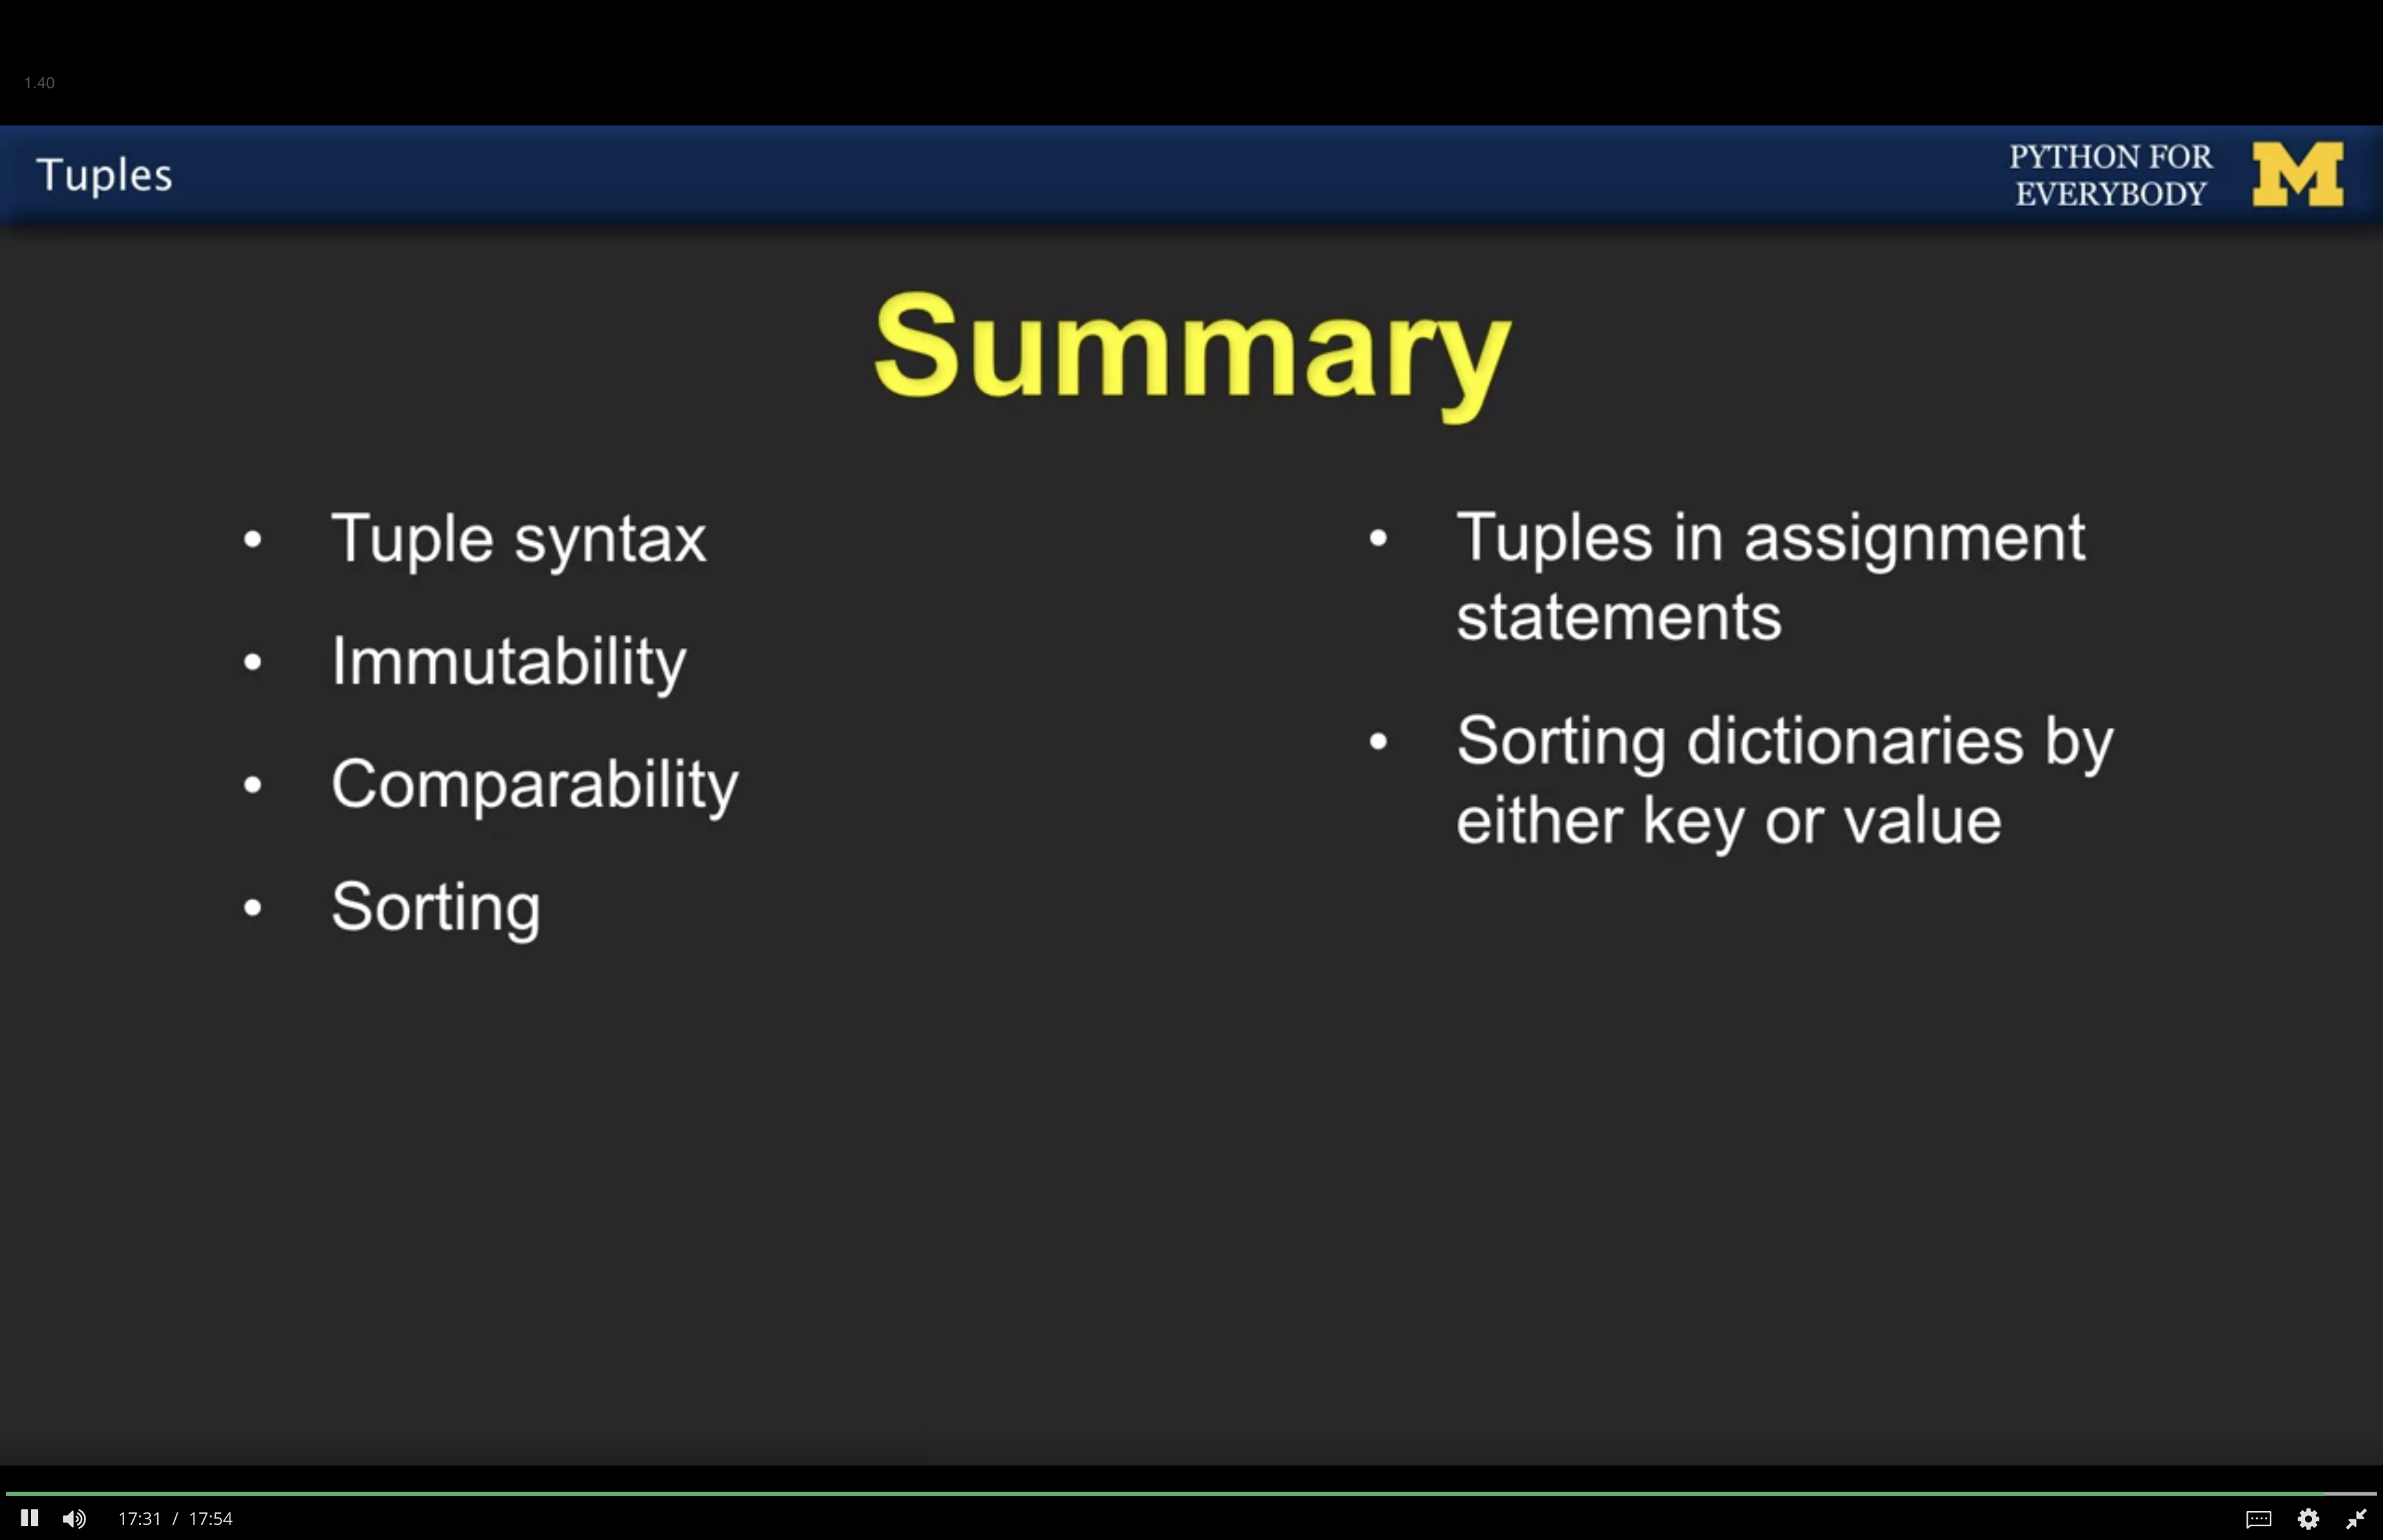 1.40
Tuples
PYTHON FOR
EVERYBODY
M
Summary
• Tuple syntax
• Immutability
• Comparability
• Sorting
• Tuples in assignment
statements
• Sorting dictionaries by
either key or value
17:31 / 17:54